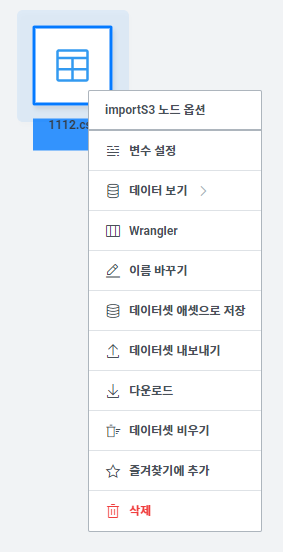 1112.cs
importS3 노드 옵션
변수 설정
데이터 보기
Wrangler
이름 바꾸기
데이터셋 애셋으로 저장
데이터셋 내보내기
다운로드
데이터셋 비우기
즐겨찾기에 추가
삭제